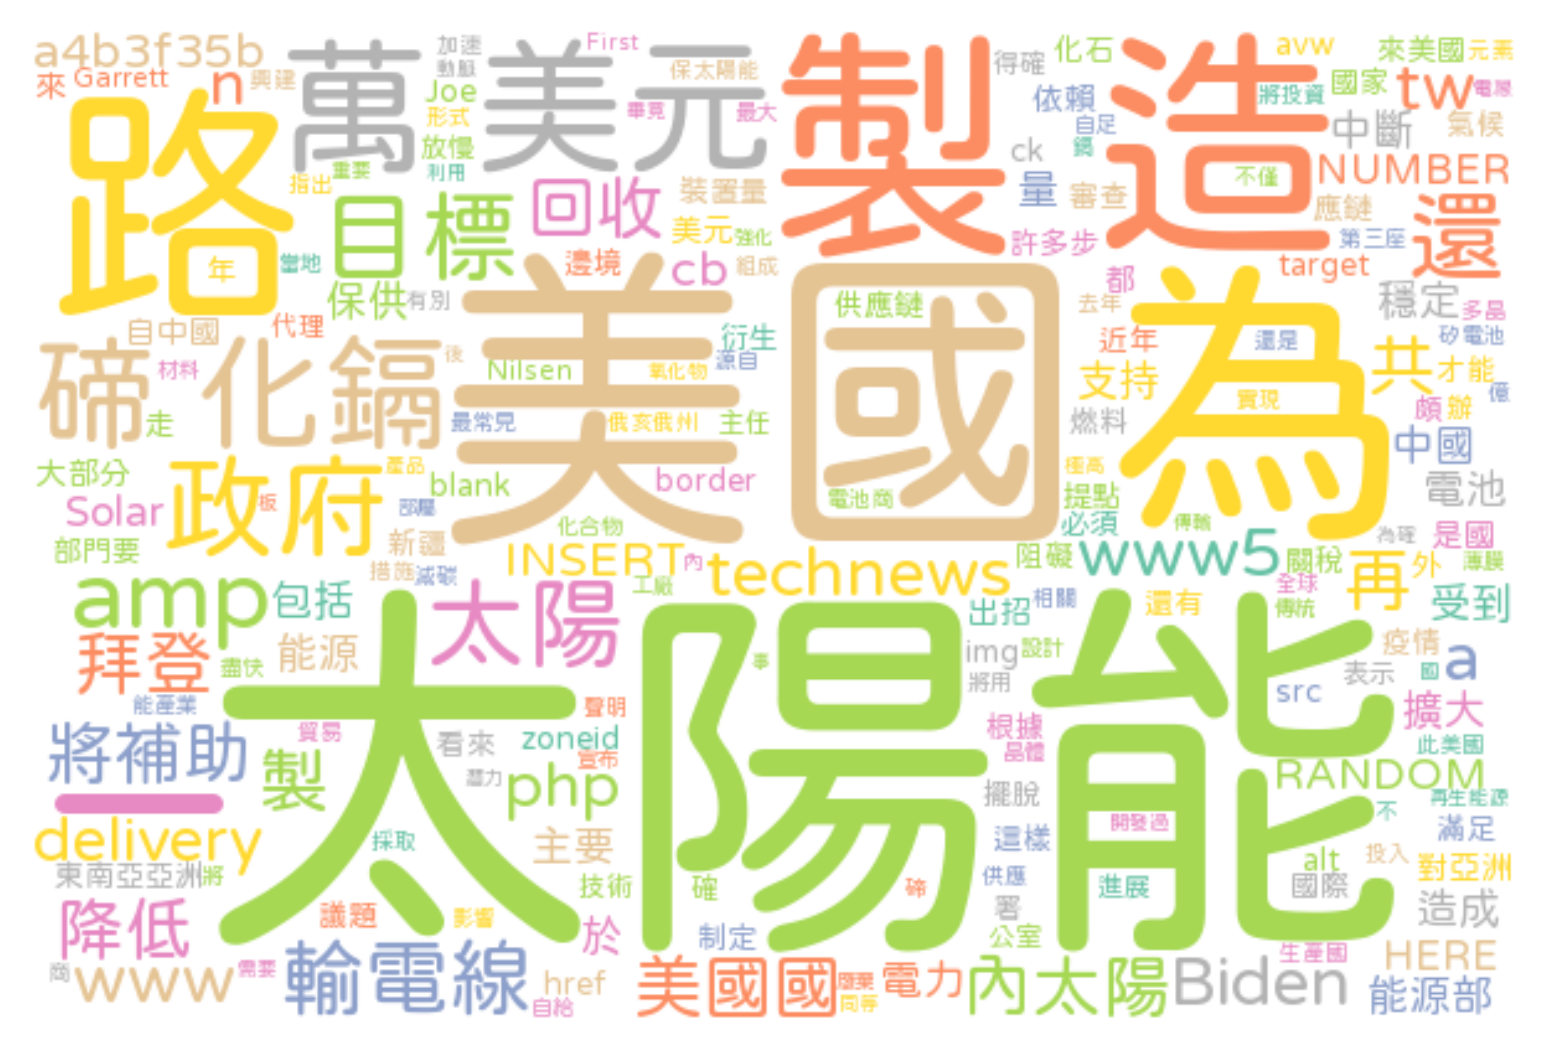 a4b3f35b
來
Garrett
n
興建
萬美元
加速
動駛
First
保太陽能
Joe
形式
畢竟
最大
放慢
重要
利用
指出
路
年
當地
目標
回收
裝置量
美元
強化
邊境
cb
組成
保供
有別
製造
得確
化石
avw
來美國
元素
依賴
自足
國家
將投資
tw
電源
中斷
氣候
ck
鎘
量
審查
不僅
NUMBER
應鏈
許多步
第三座
還
target
都
自中國
代理
碲化鎘
材料
後
走
美國
衍生
源自
Nilsen
氧化物
最常見
俄亥俄州
主任
供應鏈
為
去年
近年
還是
穩定
多晶
矽電池
支持
共
才能
億
實現
頗
辦
燃料
中國
大部分
政府
產品
blank
border
電池商
極高
提點
電池
Solar
板
部屬
部門要
新疆
化合物
必須
傳輸
為確
是國
措施
減碳
INSERT
內
工廠
technews
阻礙
www5
關稅
再
外
薄膜
amp
包括
太陽
出招
相關
還有
全球
傳統
受到
拜登
能源
盡快
太陽能
事
img
設計
將用
疫情
國
a
表示
能產業
聲明
src
擴大
將補助
貿易
看來
zoneid
宣布
根據
晶體
此美國
製
潛力
php
擺脫
RANDOM
再生能源
delivery
採取
主要
開發過
這樣
不
滿足
alt
投入
對亞洲
東南亞亞洲
將
技術
確
碲
供應
進展
國際
降低
議題
影響
於
制定
署
公室
造成
生產國
HERE
商
www
需要
輸電線
href
自給
美國國
同等
電力
內太陽
Biden
能源部